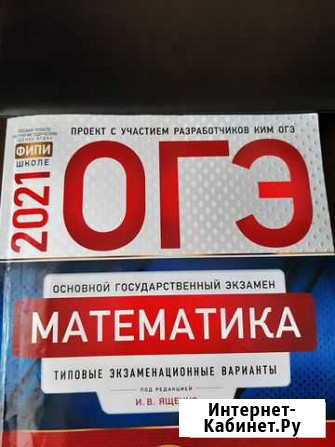 ПРОЕКТ С УЧАСТИЕМ РАЗРАБОТЧИКОВ КИМ ОГЭ
ФИПИ
ШКОЛЕ
2021
ОГЭ
ОСНОВНОЙ ГОСУДАРСТВЕННЫЙ ЭКЗАМЕН
МАТЕМАТИКА
ТИПОВЫЕ ЭКЗАМЕНАЦИОННЫЕ ВАРИАНТЫ
ПОД РЕДАКЦИЕЙ
И. В.
Интернет-
Кабинет.Ру